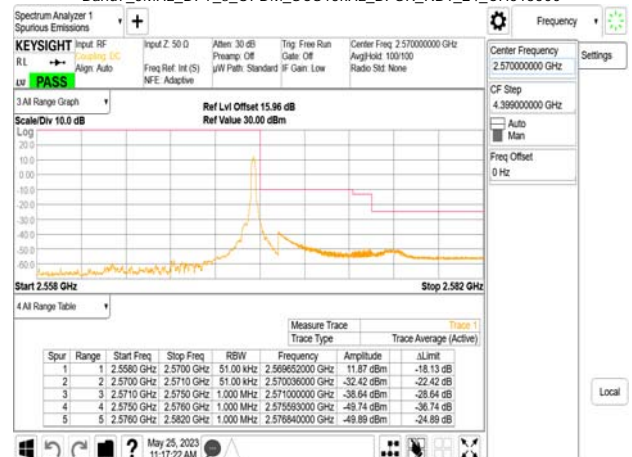 Spectrum Analyzer 1
Spurious Emissions
Frequency
KEYSIGHT Input: RF
Coupling: DC
Align: Auto
Input Z: 50 Ω
Freq Ref: Int (S)
NFE: Adaptive
Atten: 30 dB
Preamp: Off
µW Path: Standard
Trig: Free Run
Gate: Off
IF Gain: Low
Center Freq: 2.570000000 GHz
Avg|Hold: 100/100
Radio Std: None
RL
LW PASS
Center Frequency
2.570000000 GHz
Settings
CF Step
4.399000000 GHz
Auto
Man
Freq Offset
0 Hz
3 All Range Graph
Scale/Div 10.0 dB
Ref Lvl Offset 15.96 dB
Ref Value 30.00 dBm
Log
20.0
10.0
0.00
-10.0
-20.0
-30.0
-40.0
-50.0
-60.0
Start 2.558 GHz
Stop 2.582 GHz
4 All Range Table
Measure Trace Trace 1
Trace Type Trace Average (Active)
Spur Range Start Freq Stop Freq RBW Frequency Amplitude ΔLimit
1 1 2.5580 GHz 2.5700 GHz 51.00 kHz 2.569652000 GHz 11.87 dBm -18.13 dB
2 2 2.5700 GHz 2.5710 GHz 51.00 kHz 2.570036000 GHz -32.42 dBm -22.42 dB
3 3 2.5710 GHz 2.5750 GHz 1.000 MHz 2.571000000 GHz -38.64 dBm -28.64 dB
4 4 2.5750 GHz 2.5760 GHz 1.000 MHz 2.575593000 GHz -49.74 dBm -36.74 dB
5 5 2.5760 GHz 2.5820 GHz 1.000 MHz 2.576840000 GHz -49.89 dBm -24.89 dB
Local
May 25, 2023
11:17:22 AM